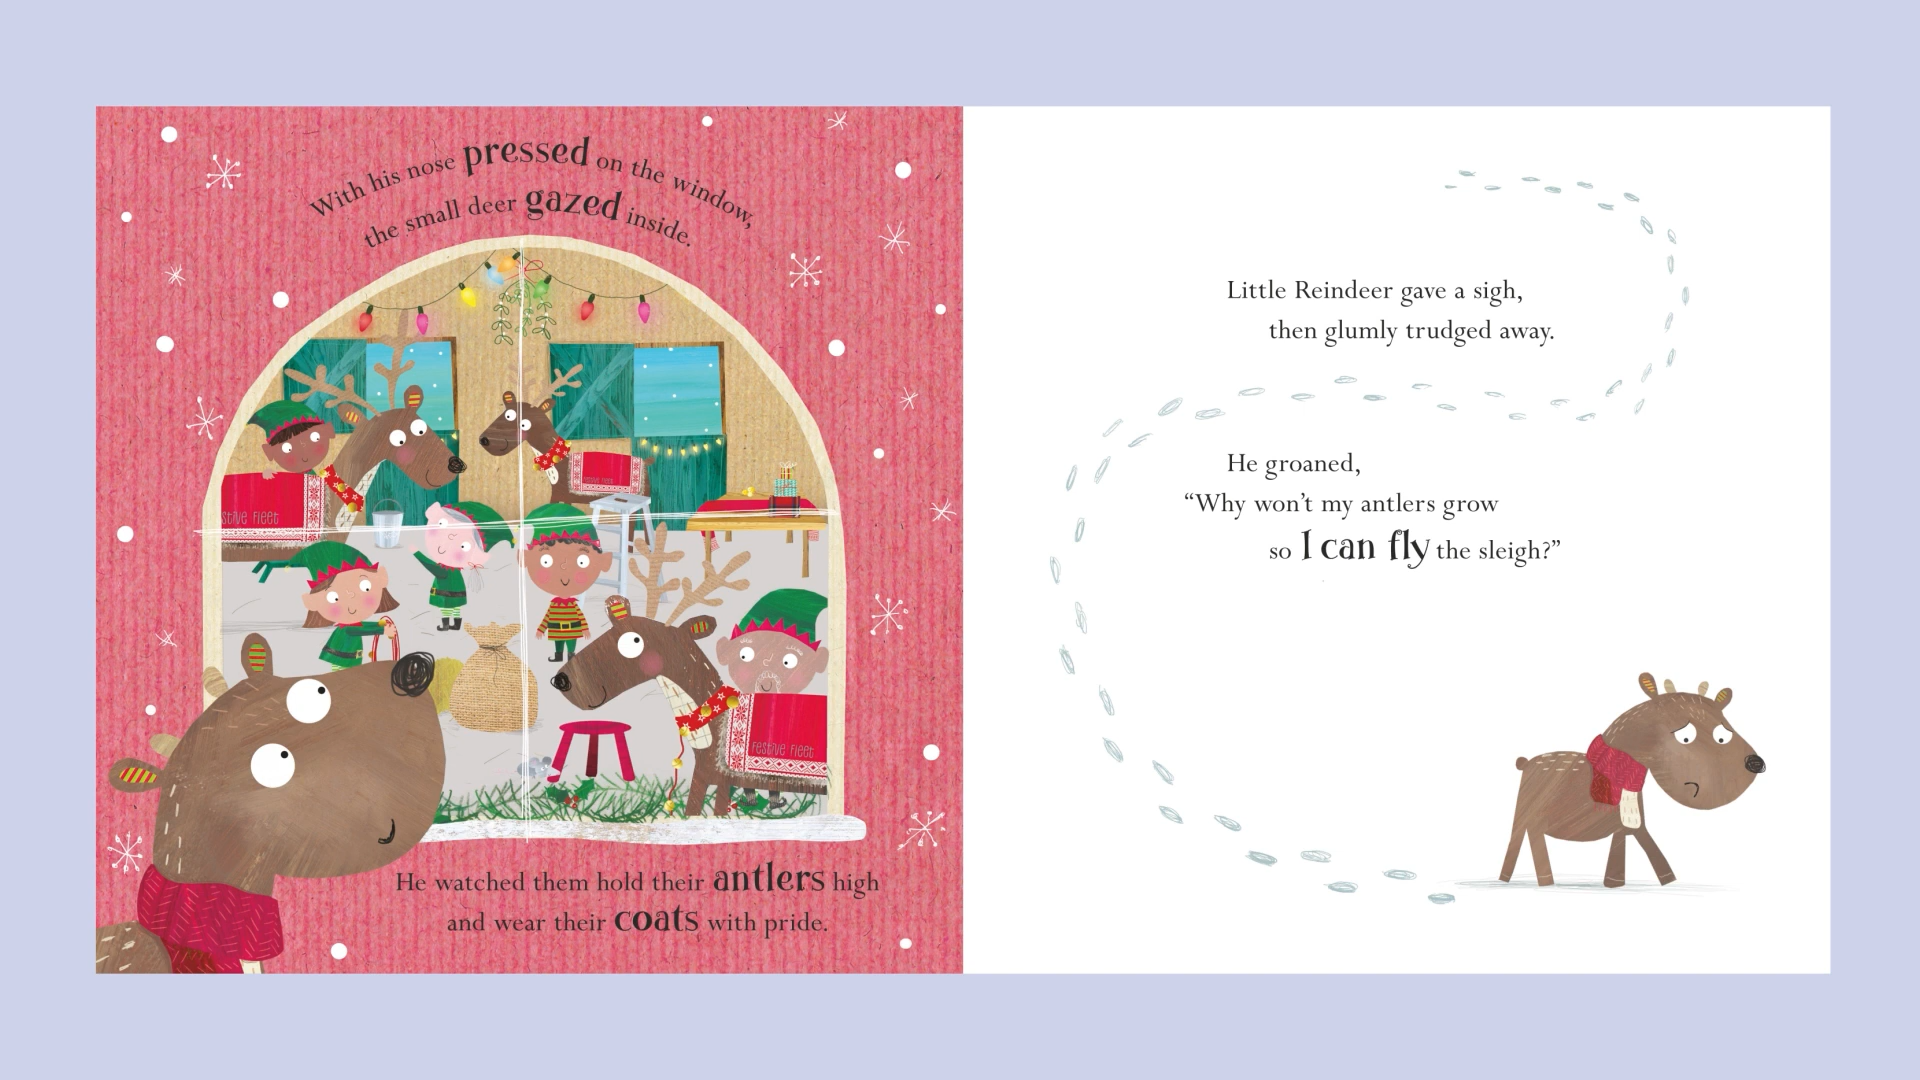 With his nose pressed on the window,
the small deer gazed inside.
STIVE FLEET
FESTIVE FLEET
FESTIVE FLEET
He watched them hold their antlers high
and wear their coats with pride.
Little Reindeer gave a sigh,
then glumly trudged away.
He groaned,
“Why won’t my antlers grow
so I can fly the sleigh?”